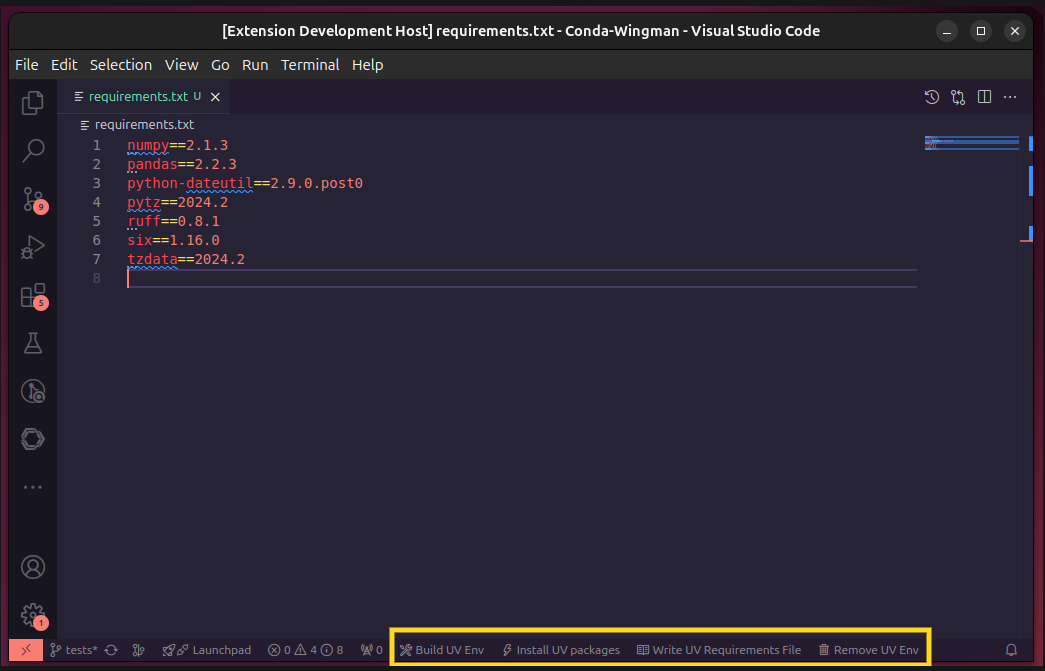 [Extension Development Host] requirements.txt - Conda-Wingman - Visual Studio Code
File Edit Selection View Go Run Terminal Help
requirements.txt U
requirements.txt
1 numpy==2.1.3
2 pandas==2.2.3
3 python-dateutil==2.9.0.post0
4 pytz==2024.2
5 ruff==0.8.1
6 six==1.16.0
7 tzdata==2024.2
8
9
5
1
tests* Launchpad 0 4 8 0 Build UV Env Install UV packages Write UV Requirements File Remove UV Env